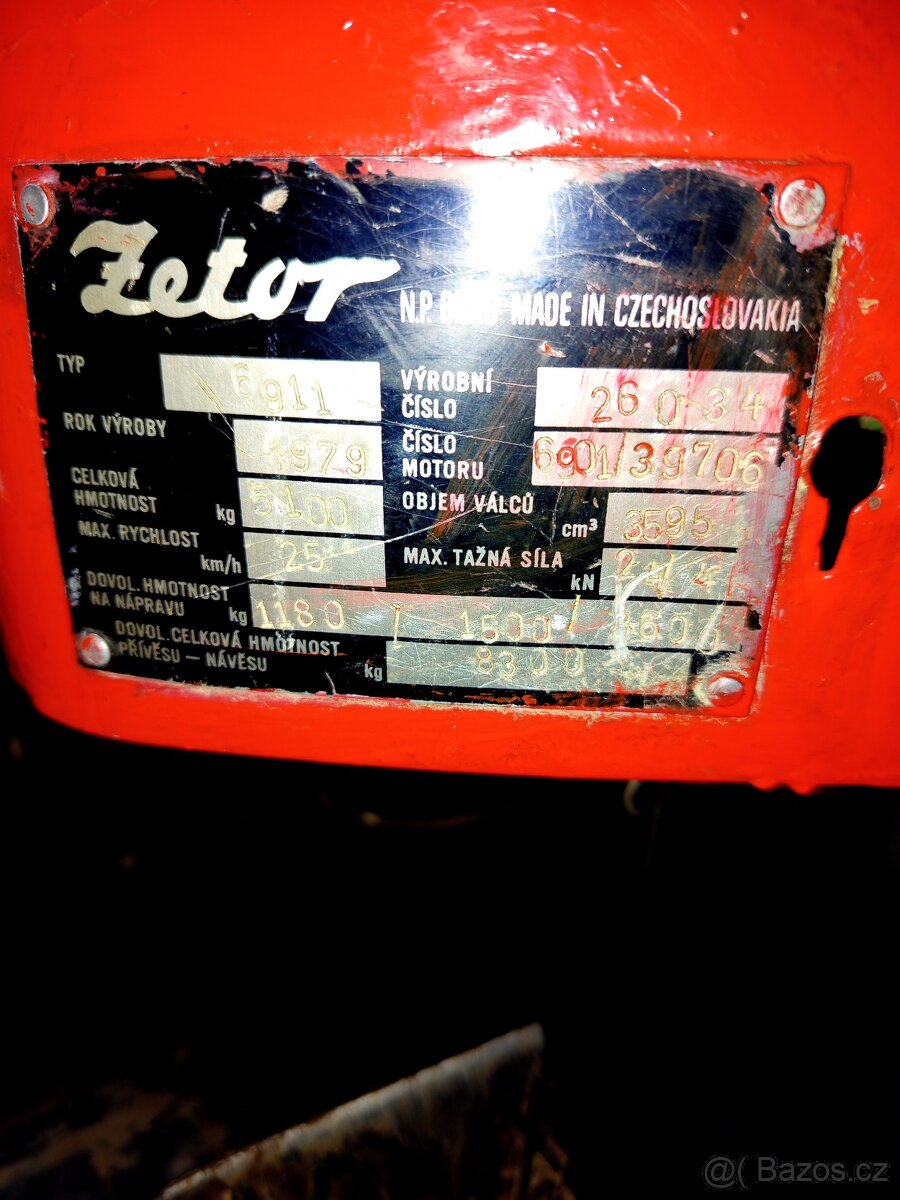 Zetor
N.P. MADE IN CZECHOSLOVAKIA
TYP 6911
ROK VÝROBY 1979
CELKOVÁ
HMOTNOST kg 5100
MAX. RYCHLOST
km/h 25
DOVOL. HMOTNOST
NA NÁPRAVU kg 1180 / 1500 /
DOVOL. CELKOVÁ HMOTNOST
PŘÍVĚSU – NÁVĚSU kg 8300
VÝROBNÍ
ČÍSLO 26034
ČÍSLO
MOTORU 6901/39706
OBJEM VÁLCŮ
cm³ 3595
MAX. TAŽNÁ SÍLA
kN
@( Bazos.cz